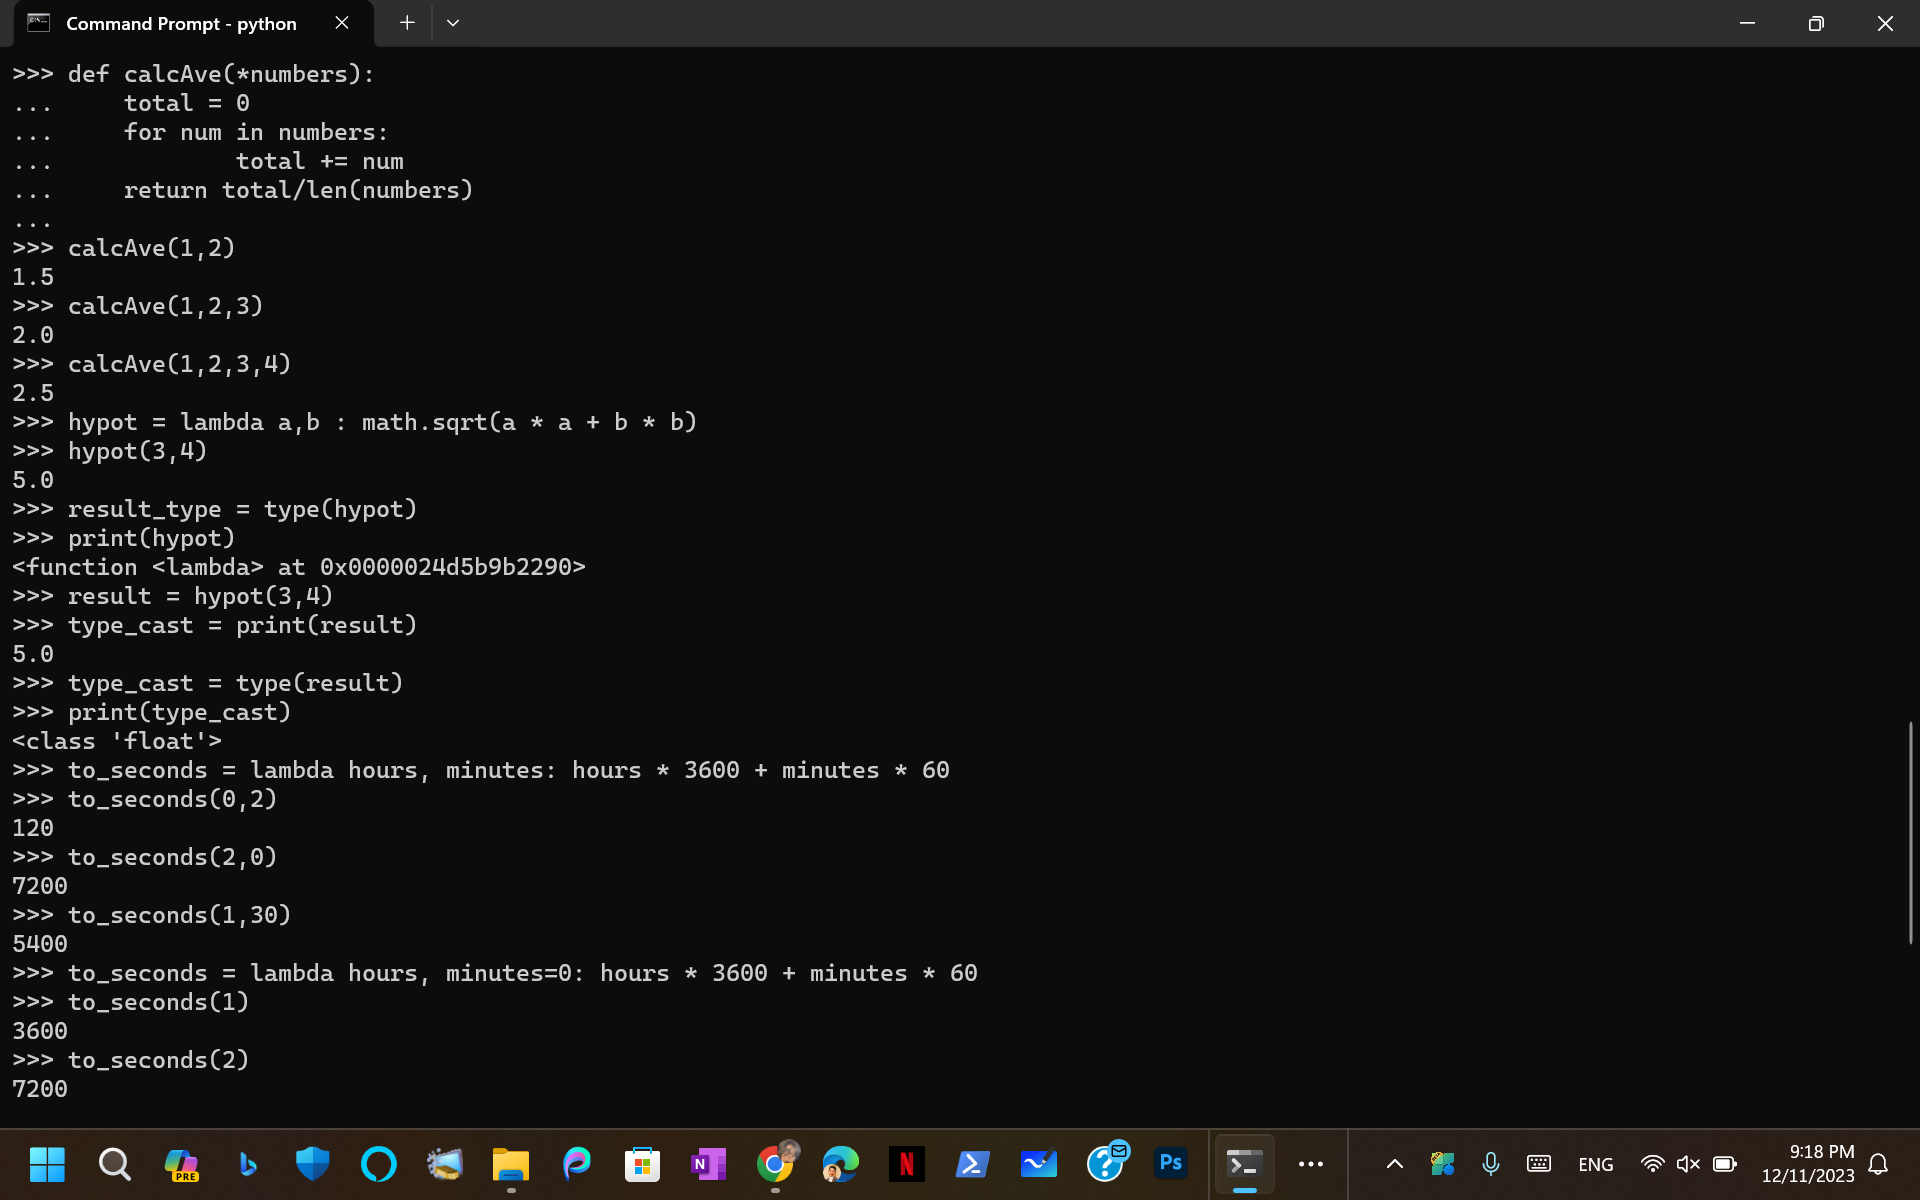 Command Prompt - python
>>> def calcAve(*numbers):
...     total = 0
...     for num in numbers:
...             total += num
...     return total/len(numbers)
...
>>> calcAve(1,2)
1.5
>>> calcAve(1,2,3)
2.0
>>> calcAve(1,2,3,4)
2.5
>>> hypot = lambda a,b : math.sqrt(a * a + b * b)
>>> hypot(3,4)
5.0
>>> result_type = type(hypot)
>>> print(hypot)
<function <lambda> at 0x0000024d5b9b2290>
>>> result = hypot(3,4)
>>> type_cast = print(result)
5.0
>>> type_cast = type(result)
>>> print(type_cast)
<class 'float'>
>>> to_seconds = lambda hours, minutes: hours * 3600 + minutes * 60
>>> to_seconds(0,2)
120
>>> to_seconds(2,0)
7200
>>> to_seconds(1,30)
5400
>>> to_seconds = lambda hours, minutes=0: hours * 3600 + minutes * 60
>>> to_seconds(1)
3600
>>> to_seconds(2)
7200
PRE
N
N
Ps
ENG
9:18 PM
12/11/2023